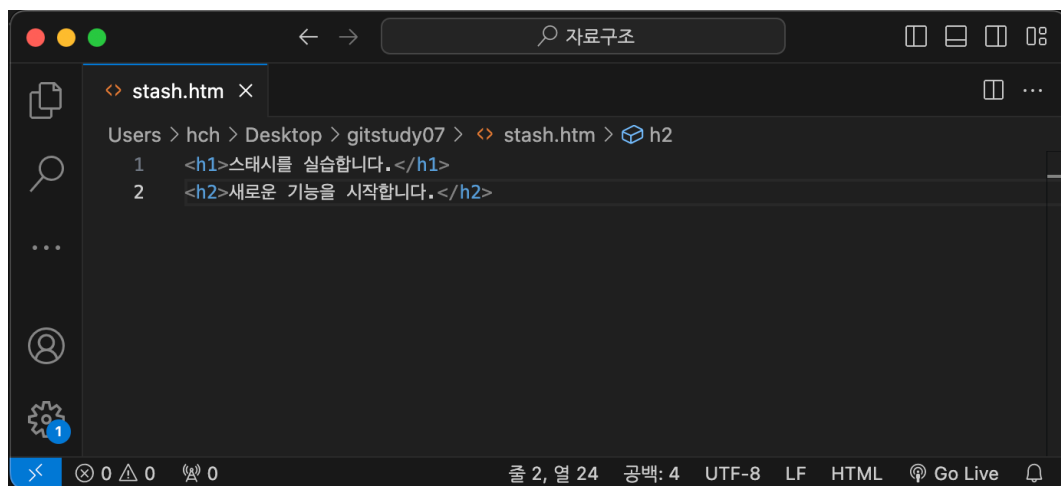 자료구조
stash.htm
Users > hch > Desktop > gitstudy07 > stash.htm > h2
1 <h1>스태시를 실습합니다.</h1>
2 <h2>새로운 기능을 시작합니다.</h2>
1
0 0 0 줄 2, 열 24 공백: 4 UTF-8 LF HTML Go Live